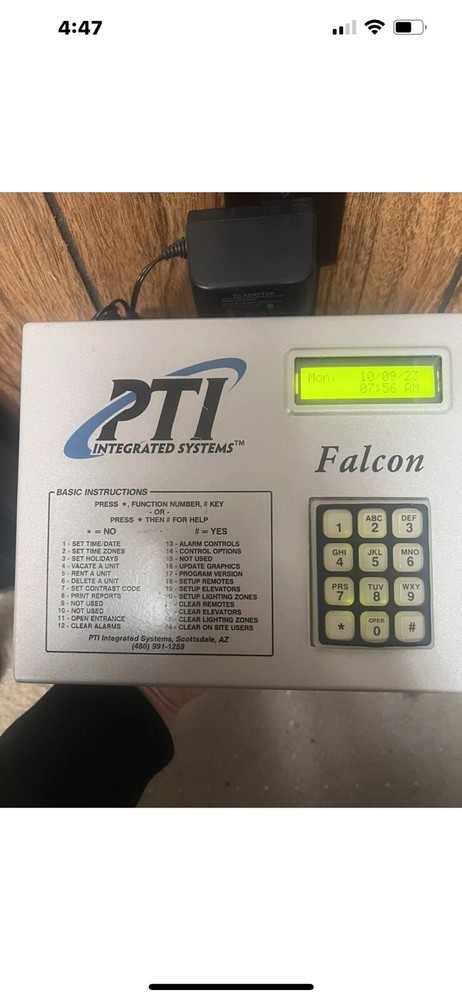 4:47
DC ADAPTOR
Mon. 10/09/23
07:56 AM
PTI
INTEGRATED SYSTEMS™
Falcon
BASIC INSTRUCTIONS
PRESS *, FUNCTION NUMBER, # KEY
- OR -
PRESS * THEN # FOR HELP
* = NO - # = YES
1 - SET TIME/DATE
2 - SET TIME ZONES
3 - SET HOLIDAYS
4 - VACATE A UNIT
5 - RENT A UNIT
6 - DELETE A UNIT
7 - SET CONTRAST CODE
8 - PRINT REPORTS
9 - NOT USED
10 - NOT USED
11 - OPEN ENTRANCE
12 - CLEAR ALARMS
13 - ALARM CONTROLS
14 - CONTROL OPTIONS
15 - NOT USED
16 - UPDATE GRAPHICS
17 - PROGRAM VERSION
18 - SETUP REMOTES
19 - SETUP ELEVATORS
- SETUP LIGHTING ZONES
- CLEAR REMOTES
- CLEAR ELEVATORS
- CLEAR LIGHTING ZONES
24 - CLEAR ON SITE USERS
PTI Integrated Systems, Scottsdale, AZ
(480) 991-1259
1 ABC 2 DEF 3
GHI 4 JKL 5 MNO 6
PRS 7 TUV 8 WXY 9
* OPER 0 #